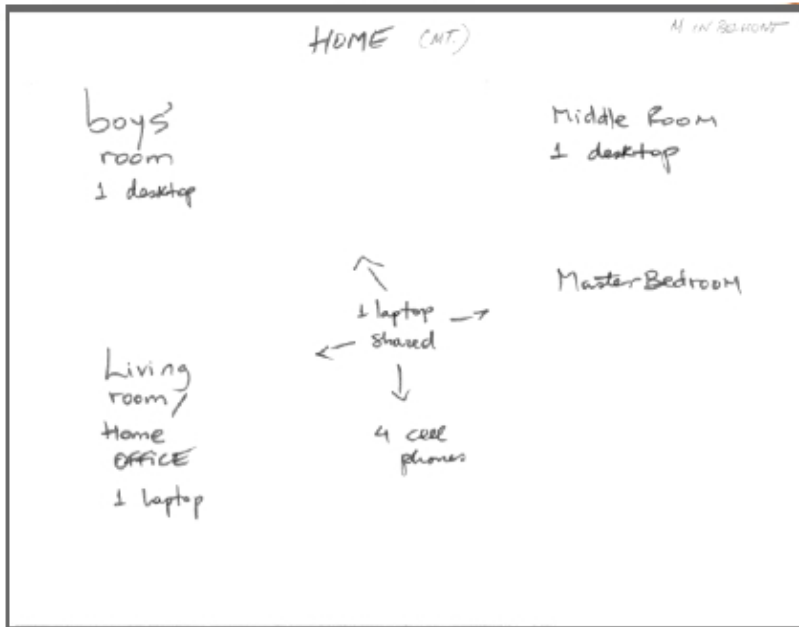 HOME (MT.)
M IN BELMONT
boys'
room
1 desktop
Middle Room
1 desktop
1 laptop
shared
Master Bedroom
Living
room/
Home
OFFICE
1 laptop
4 cell
phones